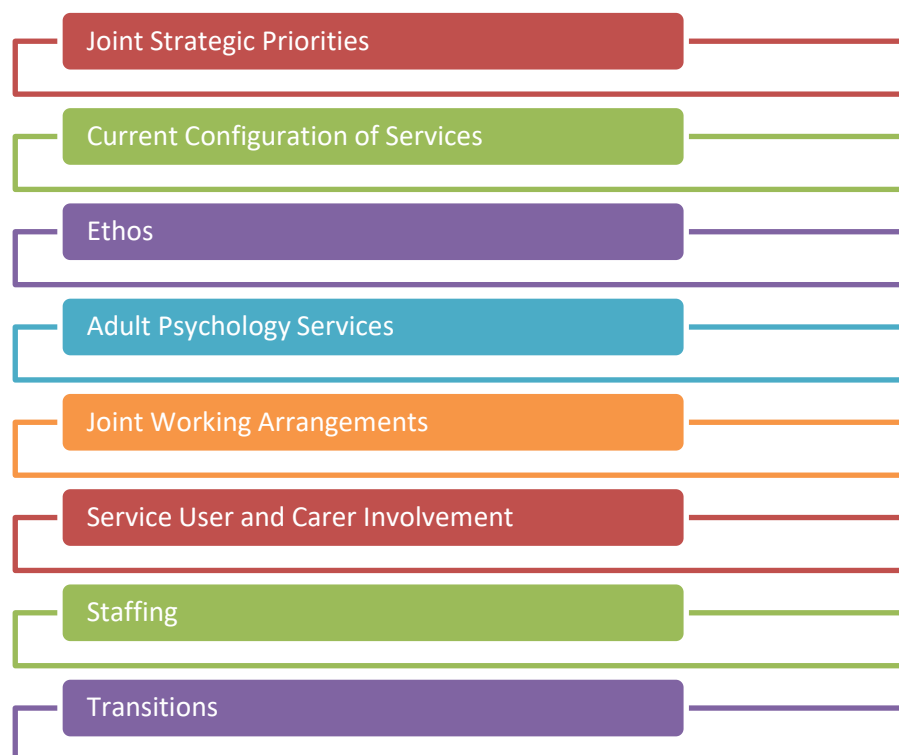 Joint Strategic Priorities
Current Configuration of Services
Ethos
Adult Psychology Services
Joint Working Arrangements
Service User and Carer Involvement
Staffing
Transitions